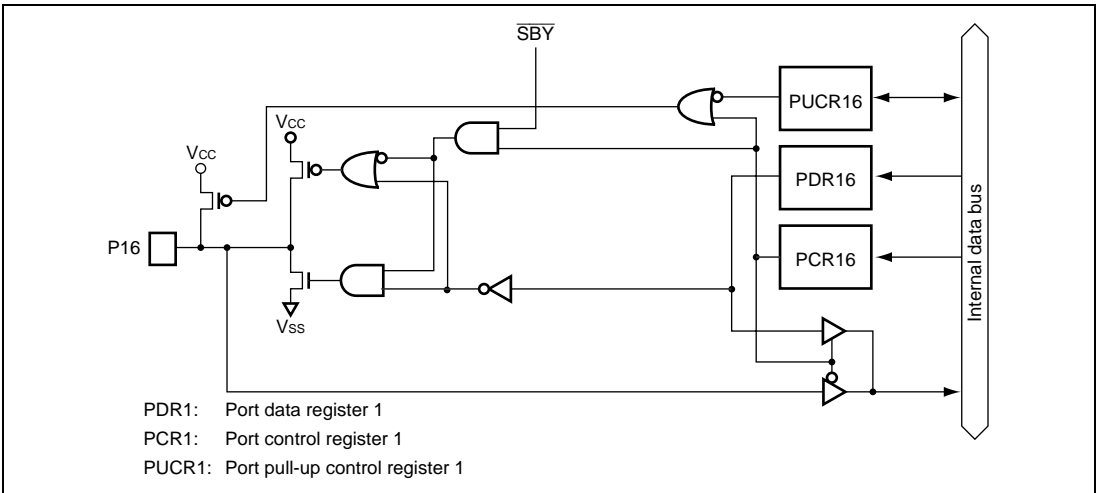 SBY
PUCR16
VCC
VCC
PDR16
P16
PCR16
Internal data bus
VSS
PDR1: Port data register 1
PCR1: Port control register 1
PUCR1: Port pull-up control register 1